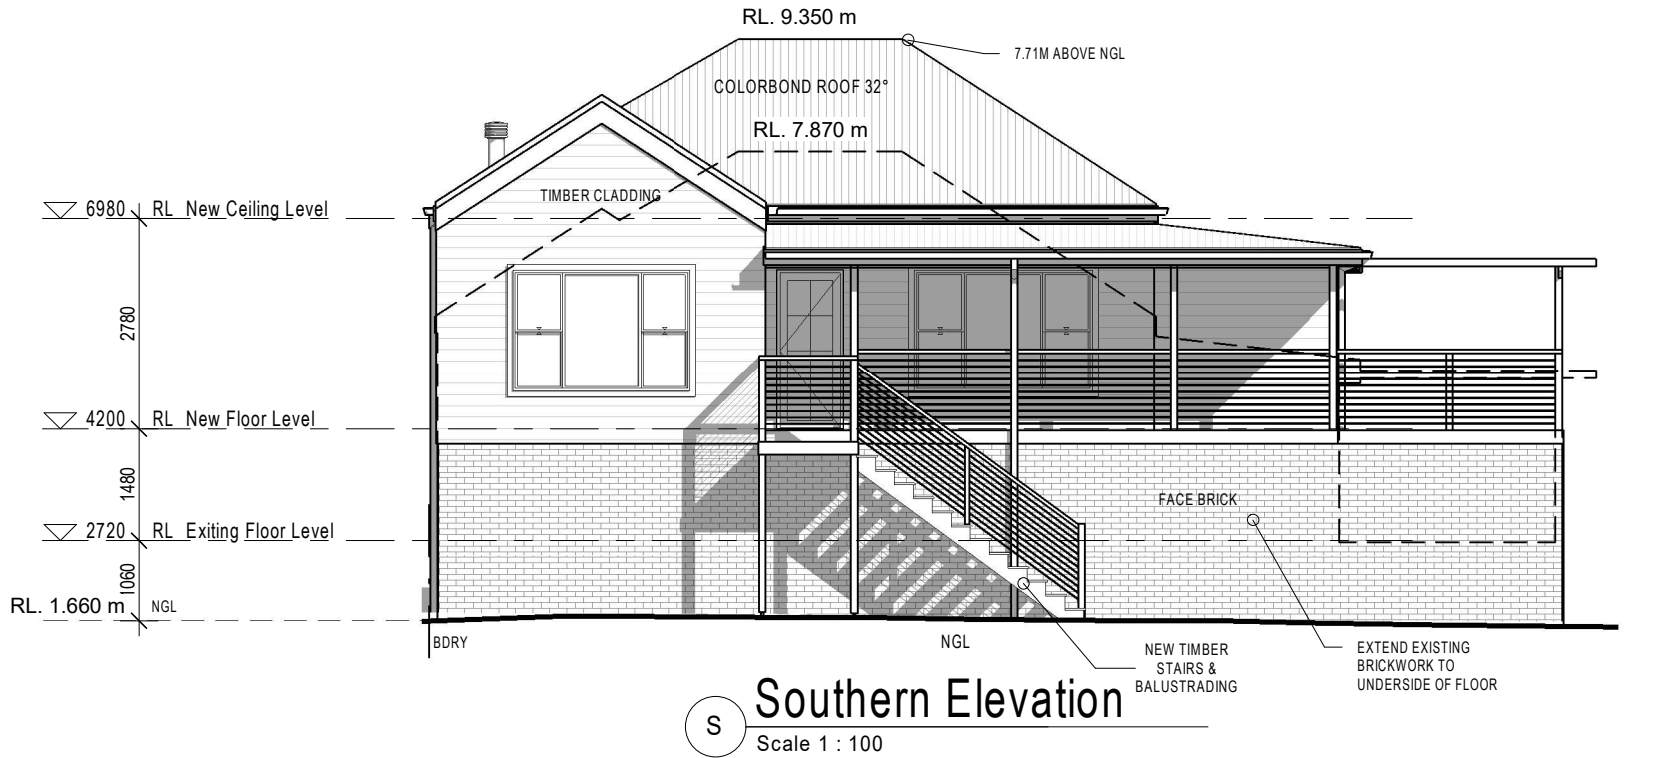 RL. 9.350 m
7.71M ABOVE NGL
COLORBOND ROOF 32°
RL. 7.870 m
TIMBER CLADDING
6980 RL New Ceiling Level
2780
4200 RL New Floor Level
1480
FACE BRICK
2720 RL Exiting Floor Level
1060
RL. 1.660 m NGL
BDRY
NGL
NEW TIMBER
STAIRS &
BALUSTRADING
EXTEND EXISTING
BRICKWORK TO
UNDERSIDE OF FLOOR
S
Southern Elevation
Scale 1 : 100